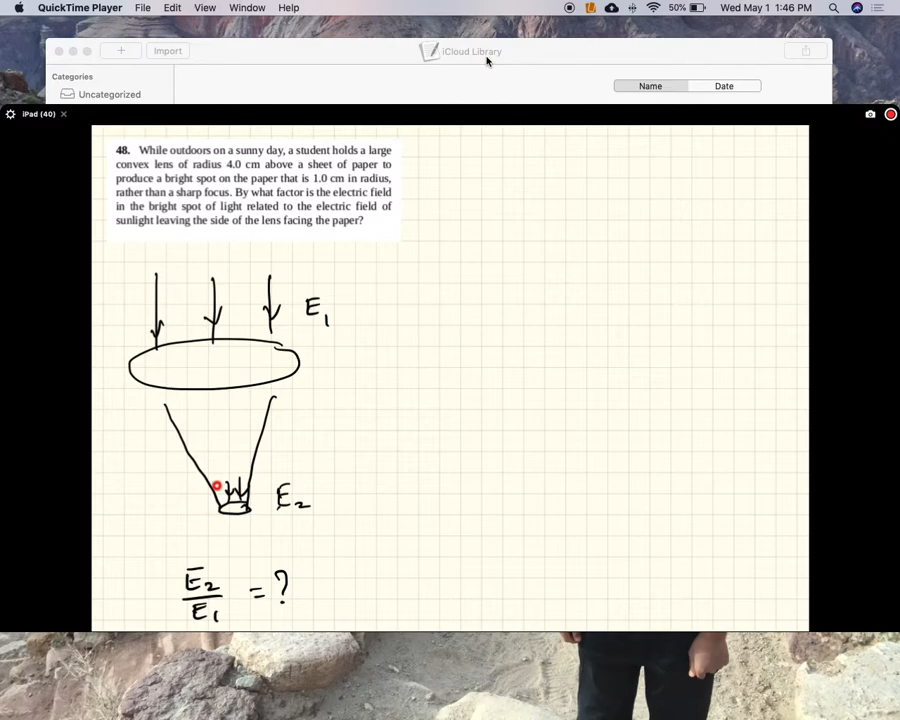 QuickTime Player File Edit View Window Help 50% Wed May 1 1:46 PM
+ Import iCloud Library
Categories
Name Date
Uncategorized
iPad (40)
48. While outdoors on a sunny day, a student holds a large
convex lens of radius 4.0 cm above a sheet of paper to
produce a bright spot on the paper that is 1.0 cm in radius,
rather than a sharp focus. By what factor is the electric field
in the bright spot of light related to the electric field of
sunlight leaving the side of the lens facing the paper?
E₁
E₂
E₂/E₁ = ?